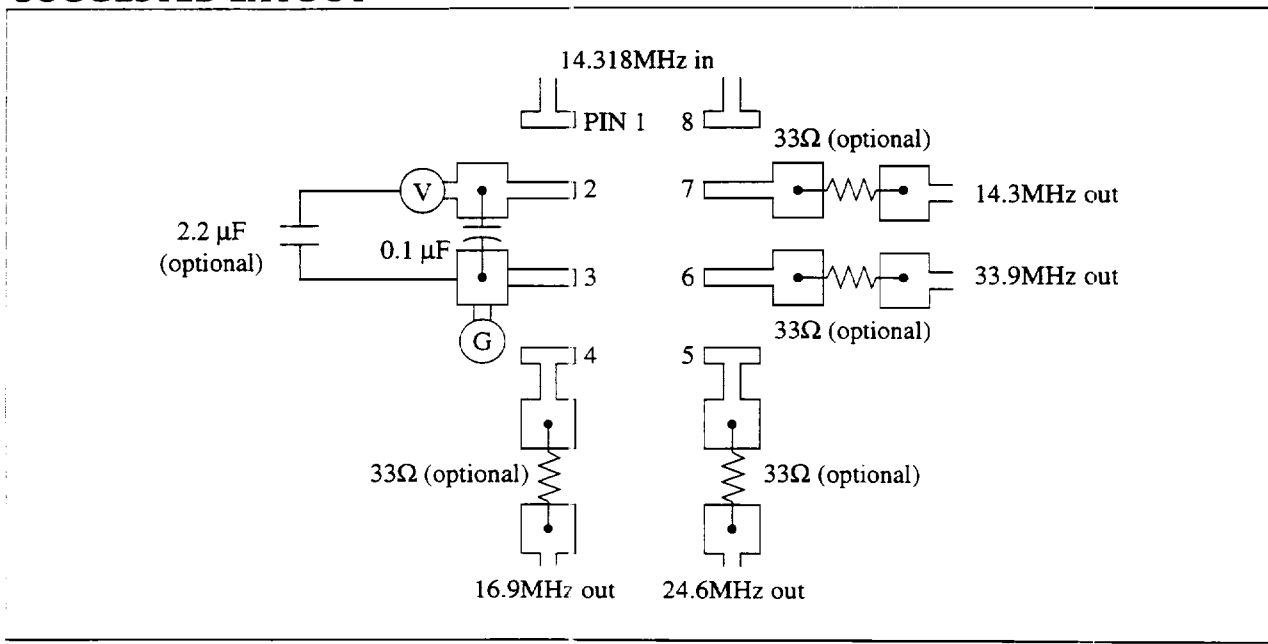 14.318MHz in
PIN 1
8
33Ω (optional)
V
2
7
14.3MHz out
2.2 µF
(optional)
0.1 µF
3
6
33.9MHz out
33Ω (optional)
G
4
5
33Ω (optional)
33Ω (optional)
16.9MHz out
24.6MHz out